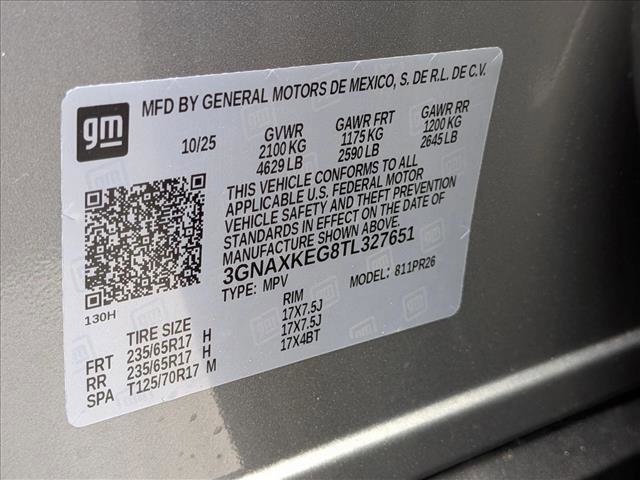 gm
MFD BY GENERAL MOTORS DE MEXICO, S. DE R.L. DE C.V.
10/25 GVWR GAWR FRT GAWR RR
2100 KG 1175 KG 1200 KG
4629 LB 2590 LB 2645 LB
THIS VEHICLE CONFORMS TO ALL
APPLICABLE U.S. FEDERAL MOTOR
VEHICLE SAFETY AND THEFT PREVENTION
STANDARDS IN EFFECT ON THE DATE OF
MANUFACTURE SHOWN ABOVE.
3GNAXKEG8TL327651
TYPE: MPV MODEL: 811PR26
130H
TIRE SIZE RIM
FRT 235/65R17 H 17X7.5J
RR 235/65R17 H 17X7.5J
SPA T125/70R17 M 17X4BT